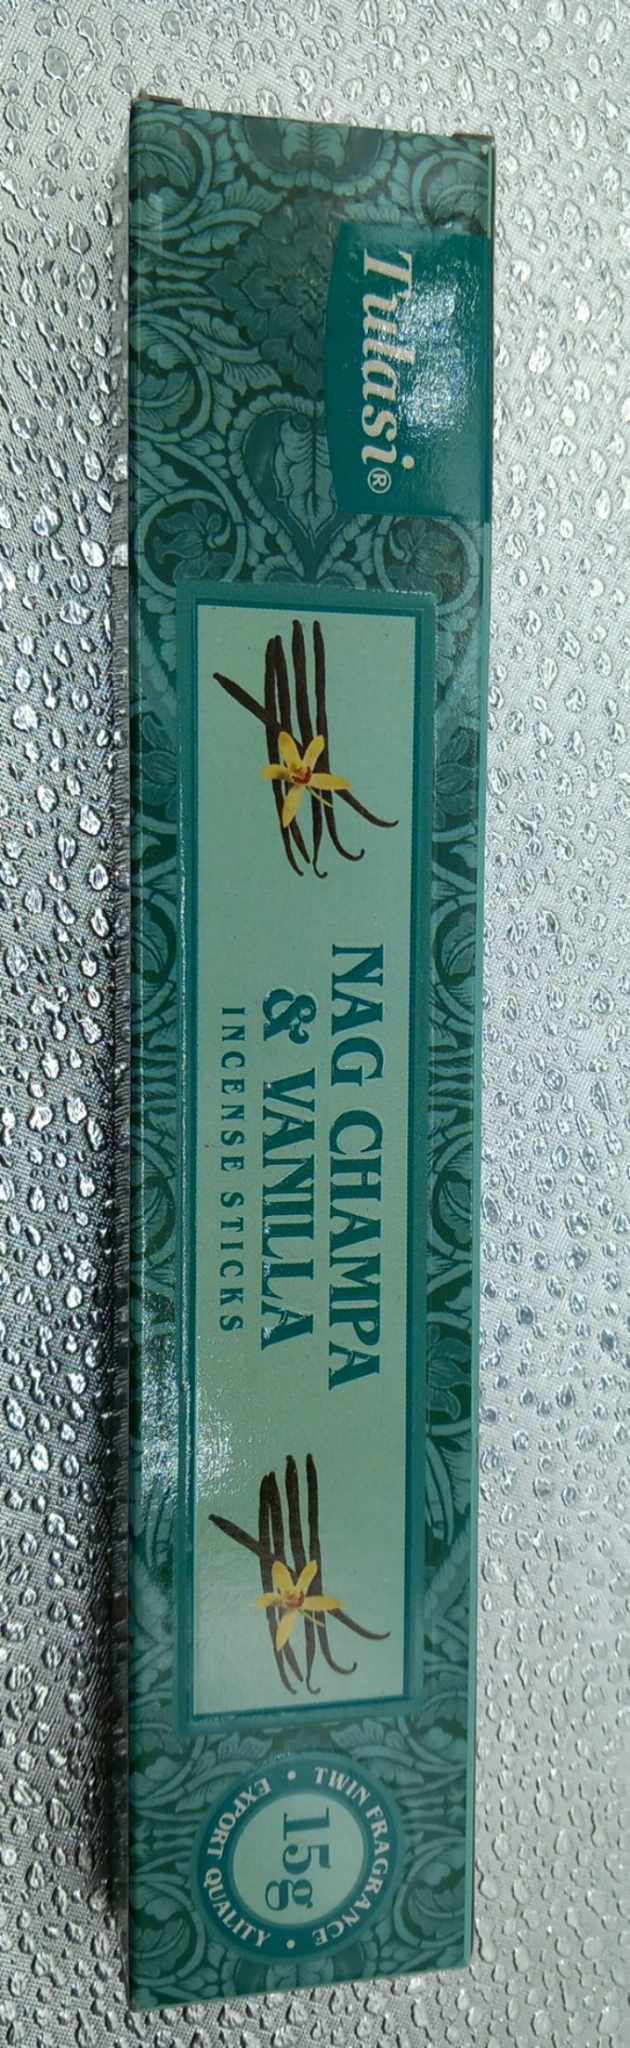 Tulasi®
NAG CHAMPA
& VANILLA
INCENSE STICKS
TWIN FRAGRANCE
15g
EXPORT QUALITY